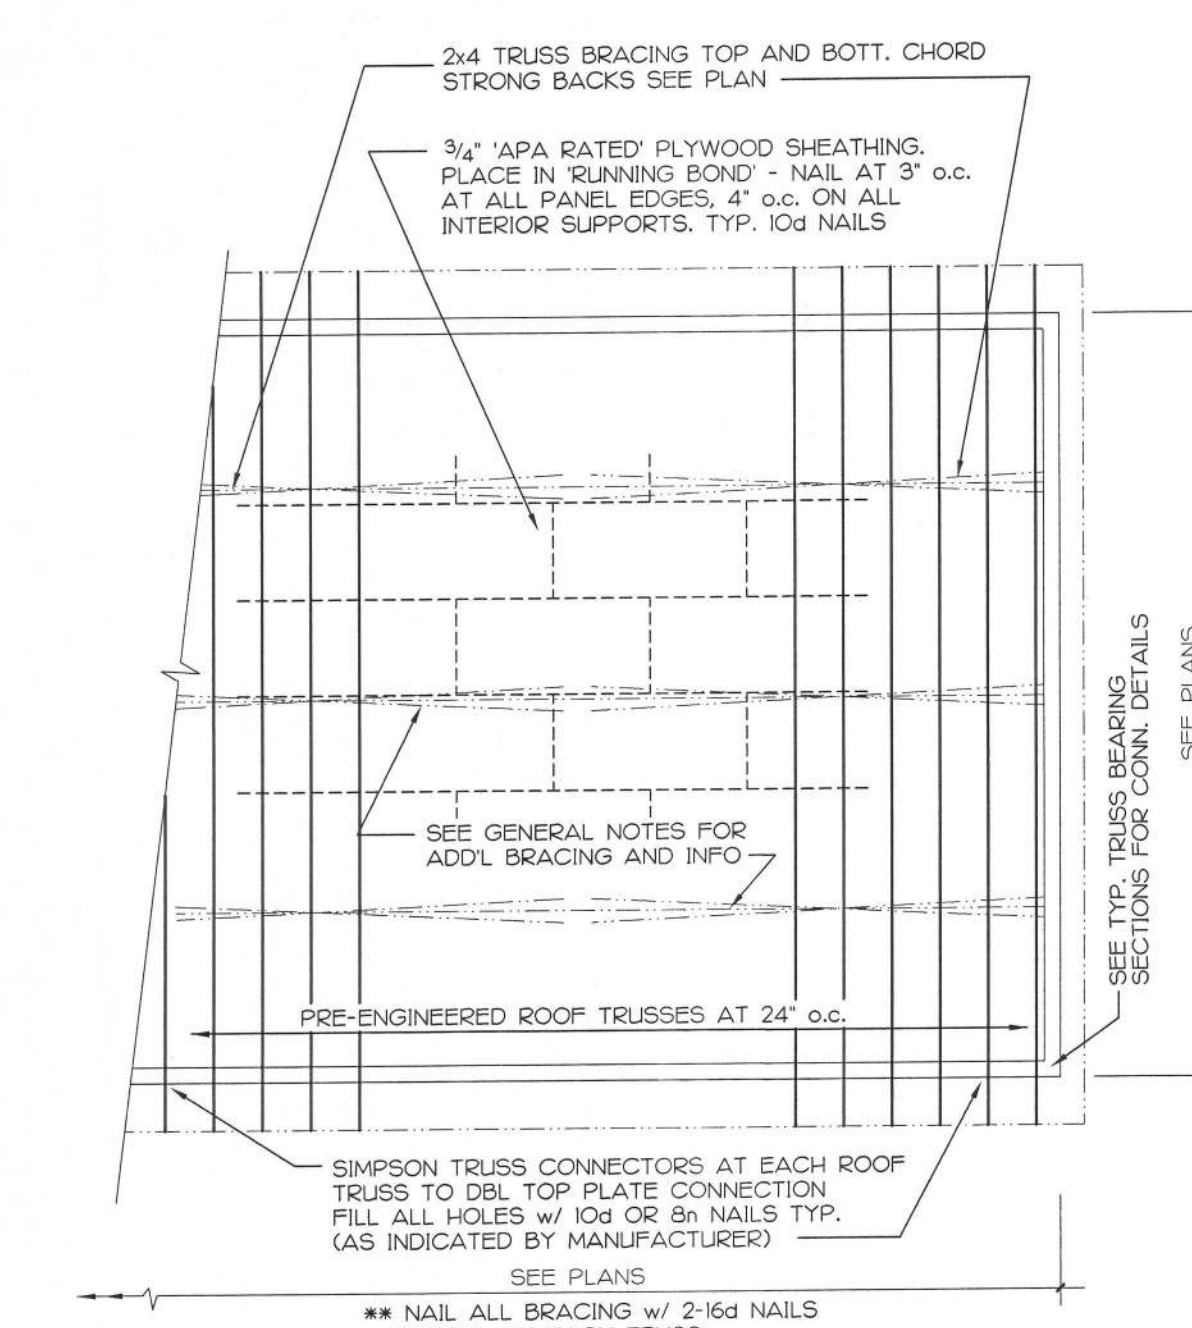 2x4 TRUSS BRACING TOP AND BOTT. CHORD
STRONG BACKS SEE PLAN
3/4" 'APA RATED' PLYWOOD SHEATHING.
PLACE IN 'RUNNING BOND' - NAIL AT 3" o.c.
AT ALL PANEL EDGES, 4" o.c. ON ALL
INTERIOR SUPPORTS. TYP. 10d NAILS
SEE GENERAL NOTES FOR
ADD'L BRACING AND INFO
SEE TYP. TRUSS BEARING
SECTIONS FOR CONN. DETAILS
SEE PLANS
PRE-ENGINEERED ROOF TRUSSES AT 24" o.c.
SIMPSON TRUSS CONNECTORS AT EACH ROOF
TRUSS TO DBL TOP PLATE CONNECTION
FILL ALL HOLES w/ 10d OR 8n NAILS TYP.
(AS INDICATED BY MANUFACTURER)
SEE PLANS
** NAIL ALL BRACING w/ 2-16d NAILS